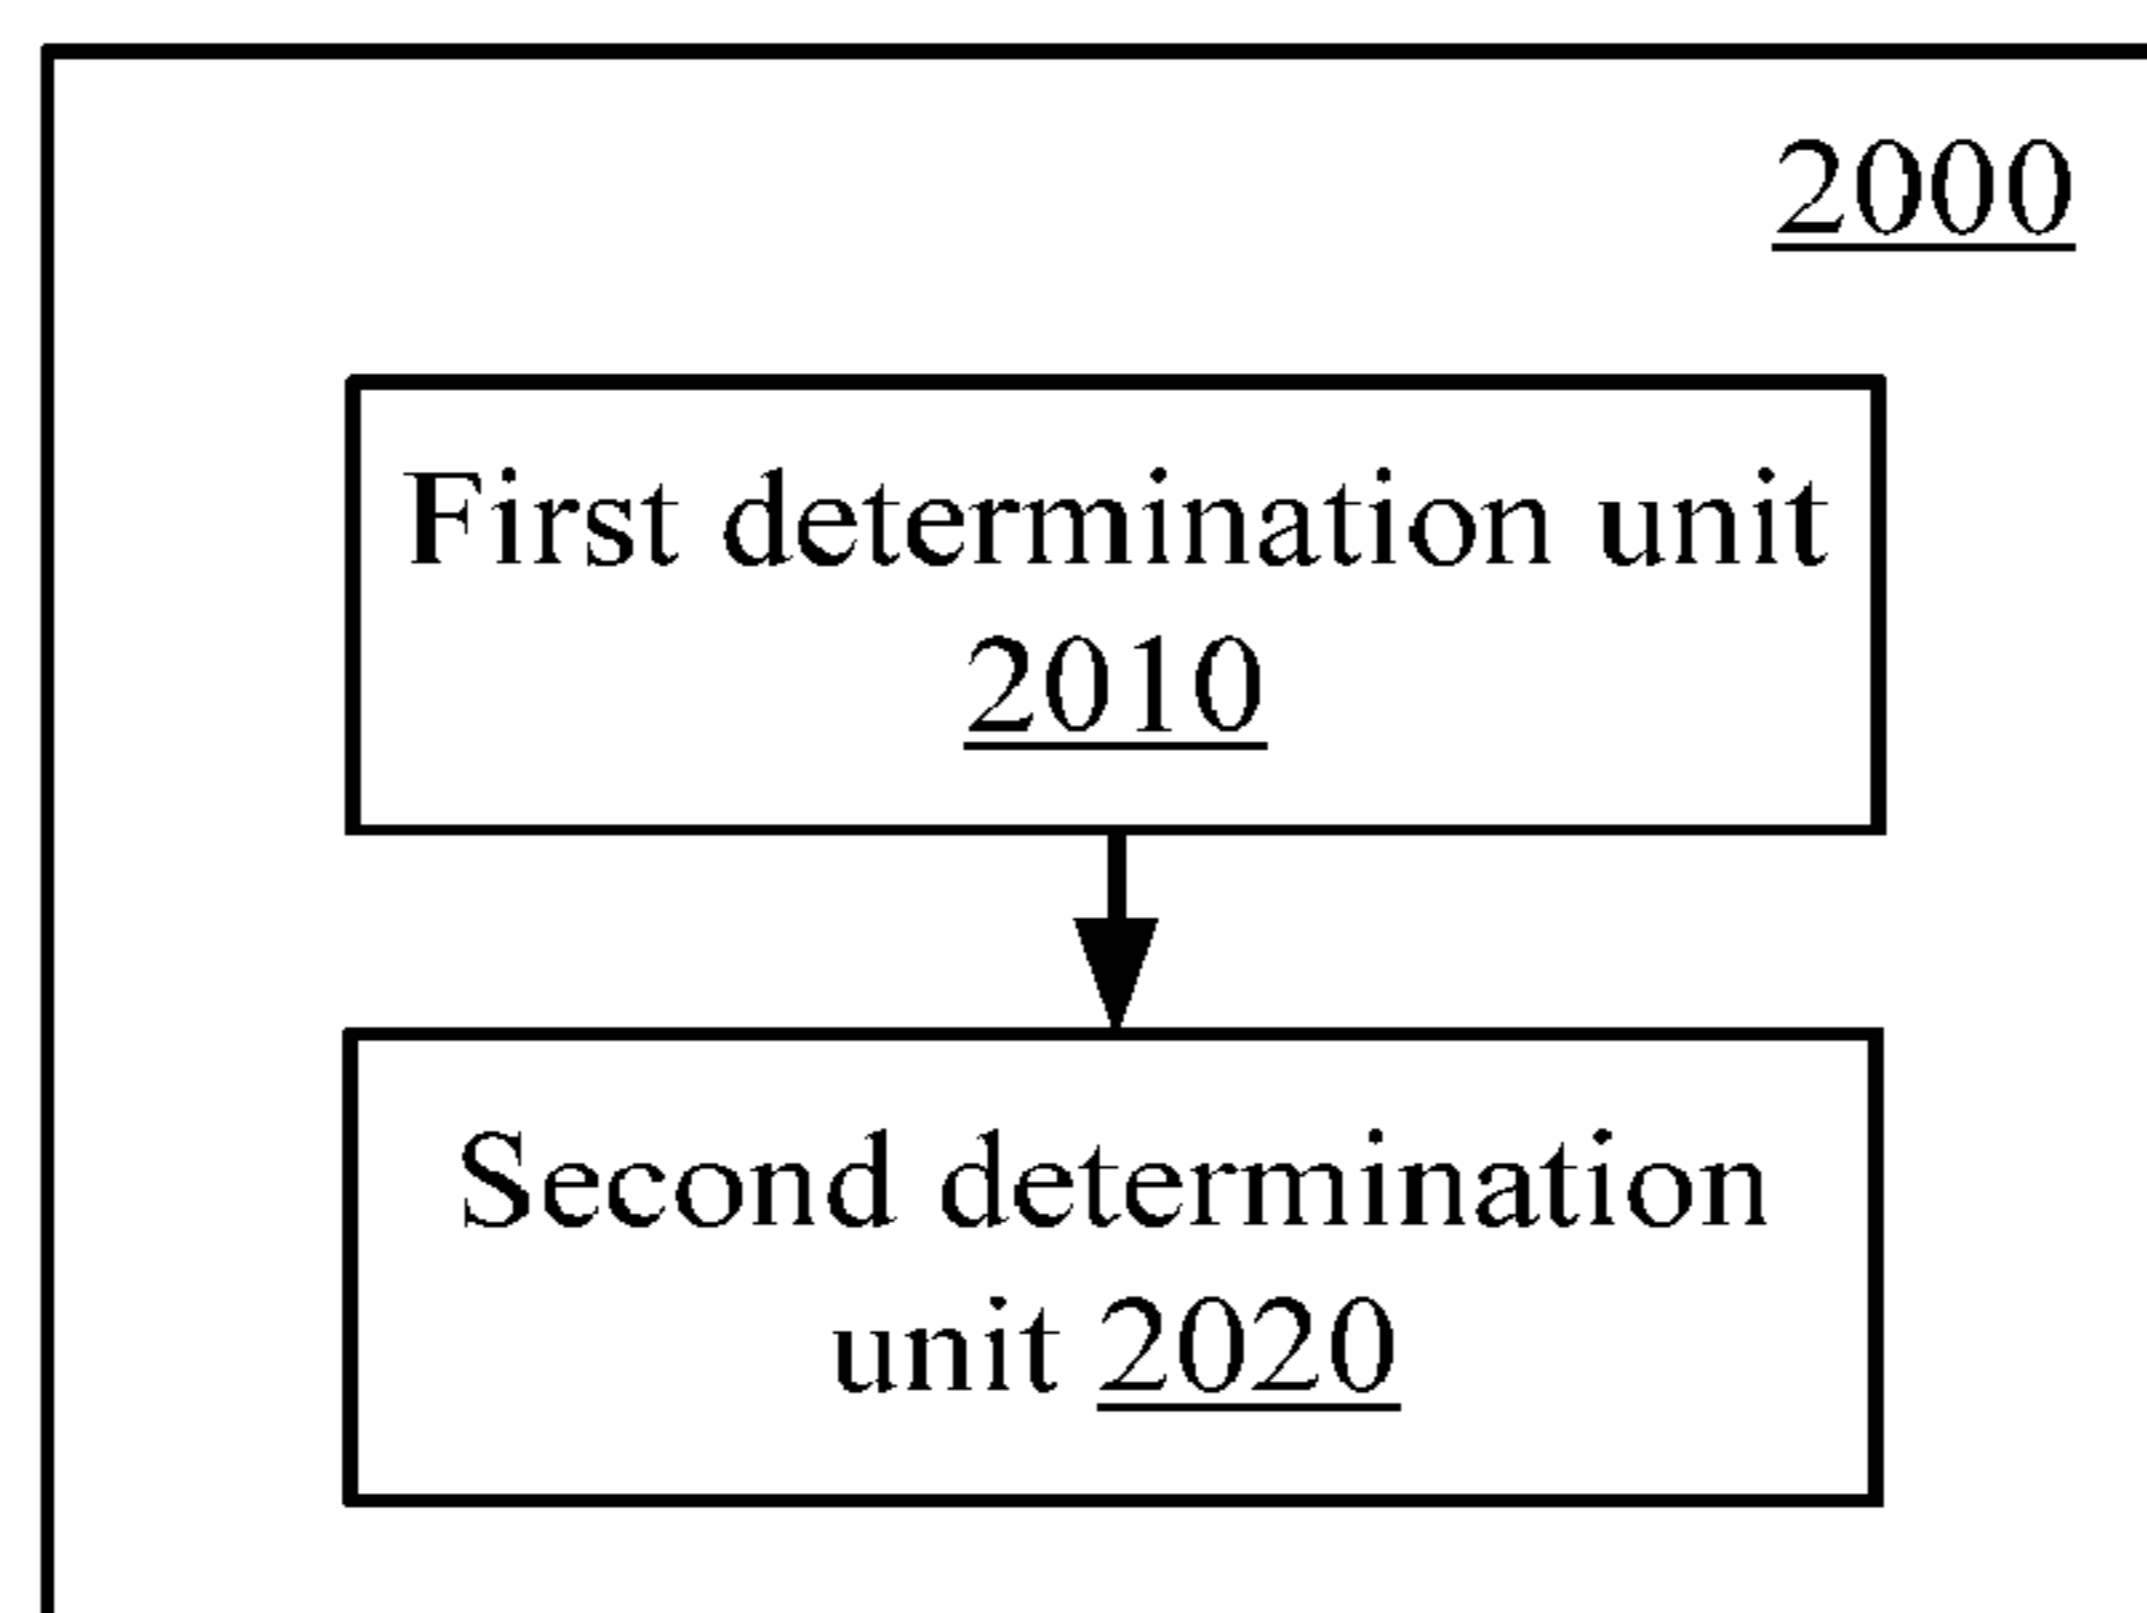 2000
First determination unit
2010
Second determination
unit 2020